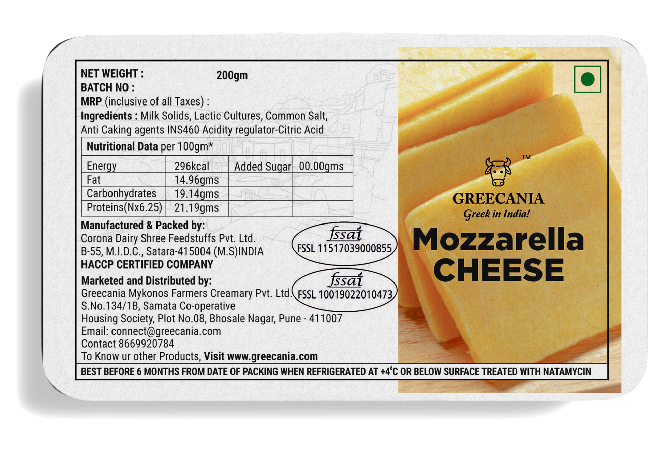 NET WEIGHT : 200gm
BATCH NO :
MRP (inclusive of all Taxes) :
Ingredients : Milk Solids, Lactic Cultures, Common Salt,
Anti Caking agents INS460 Acidity regulator-Citric Acid
Nutritional Data per 100gm*
Energy 296kcal Added Sugar 00.00gms
Fat 14.96gms
Carbonhydrates 19.14gms
Proteins(Nx6.25) 21.19gms
Manufactured & Packed by:
Corona Dairy Shree Feedstuffs Pvt. Ltd.
B-55, M.I.D.C., Satara-415004 (M.S)INDIA
HACCP CERTIFIED COMPANY
fssai
FSSL 11517039000855
Marketed and Distributed by:
Greecania Mykonos Farmers Creamary Pvt. Ltd.
S.No.134/1B, Samata Co-operative
Housing Society, Plot No.08, Bhosale Nagar, Pune - 411007
Email: connect@greecania.com
Contact 8669920784
To Know ur other Products, Visit www.greecania.com
fssai
FSSL 10019022010473
BEST BEFORE 6 MONTHS FROM DATE OF PACKING WHEN REFRIGERATED AT +4°C OR BELOW SURFACE TREATED WITH NATAMYCIN
TM
GREECANIA
Greek in India!
Mozzarella
CHEESE